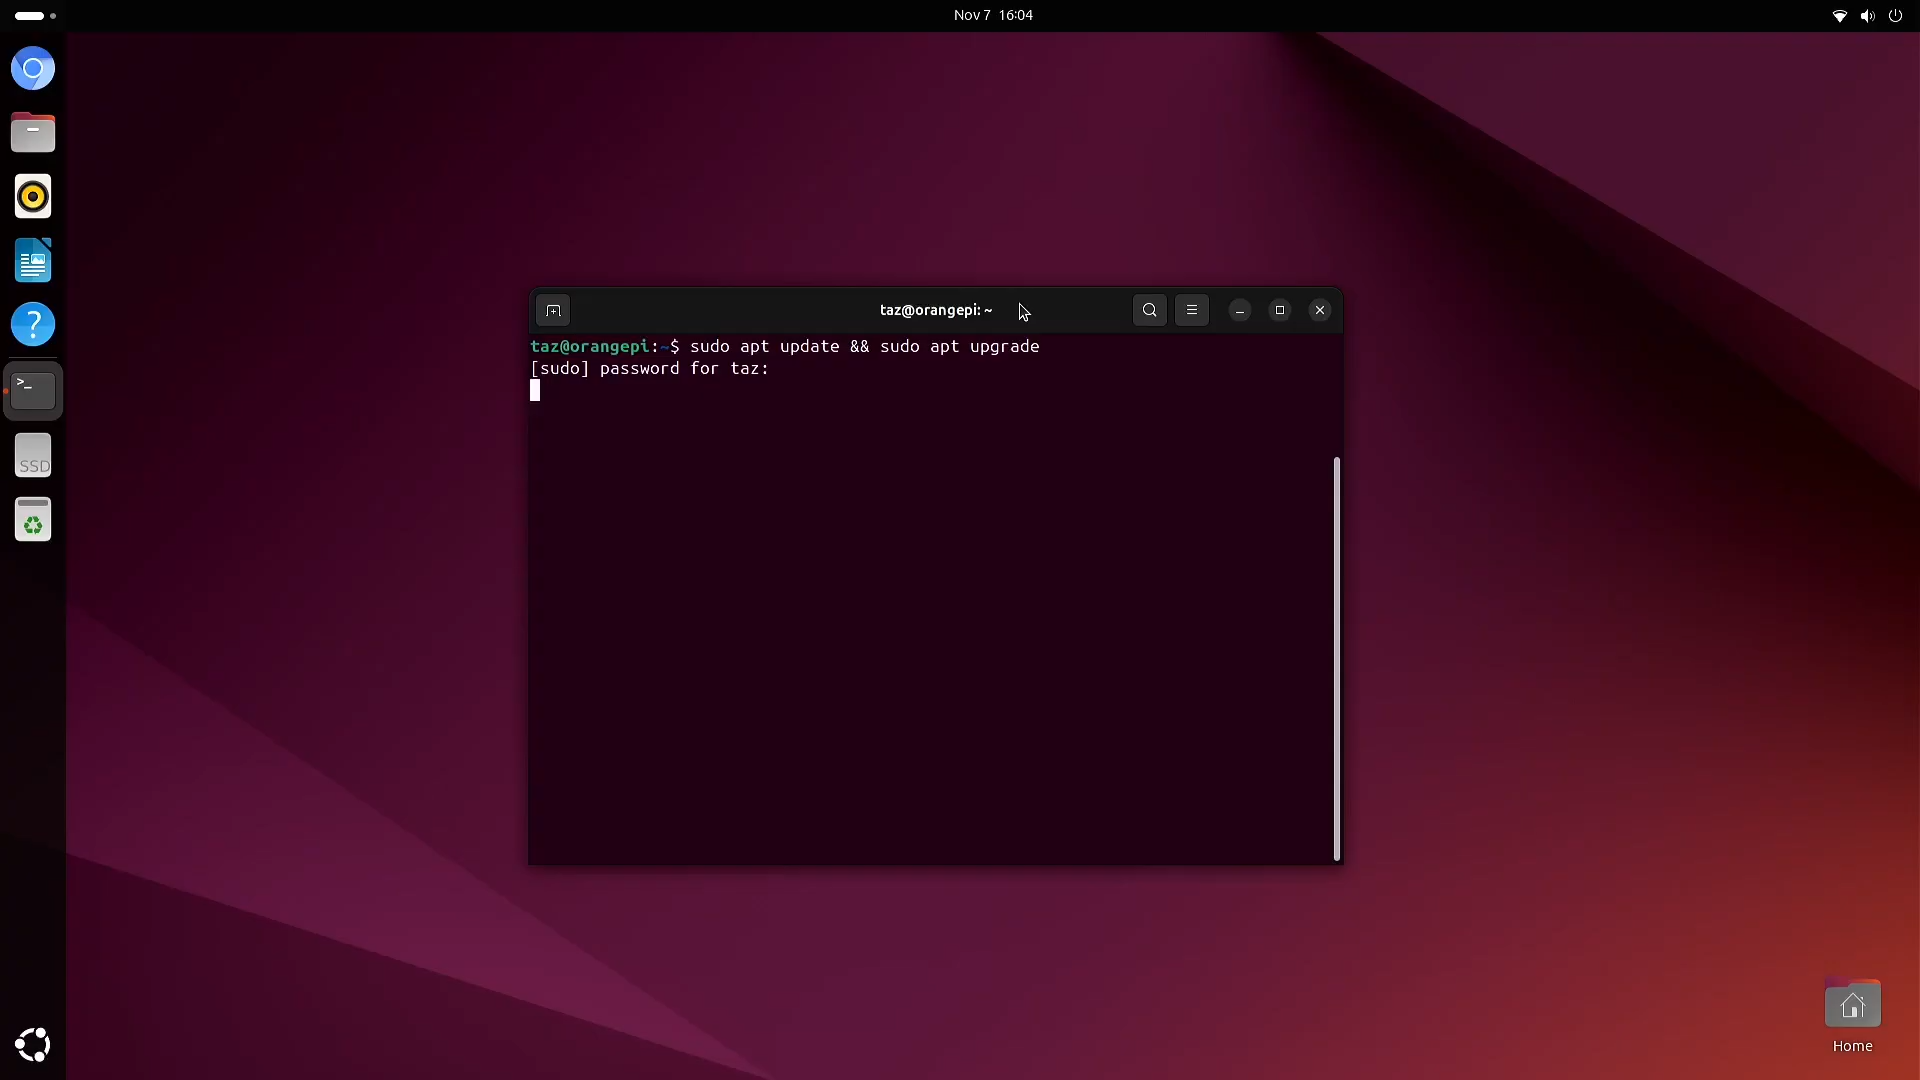 Nov 7 16:04
taz@orangepi: ~
taz@orangepi:~$ sudo apt update && sudo apt upgrade
[sudo] password for taz:
SSD
Home